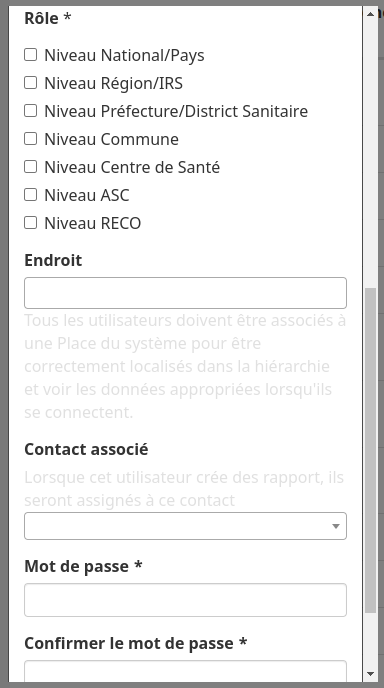 Rôle *
Niveau National/Pays
Niveau Région/IRS
Niveau Préfecture/District Sanitaire
Niveau Commune
Niveau Centre de Santé
Niveau ASC
Niveau RECO
Endroit
Tous les utilisateurs doivent être associés à
une Place du système pour être
correctement localisés dans la hiérarchie
et voir les données appropriées lorsqu'ils
se connectent.
Contact associé
Lorsque cet utilisateur crée des rapport, ils
seront assignés à ce contact
Mot de passe *
Confirmer le mot de passe *